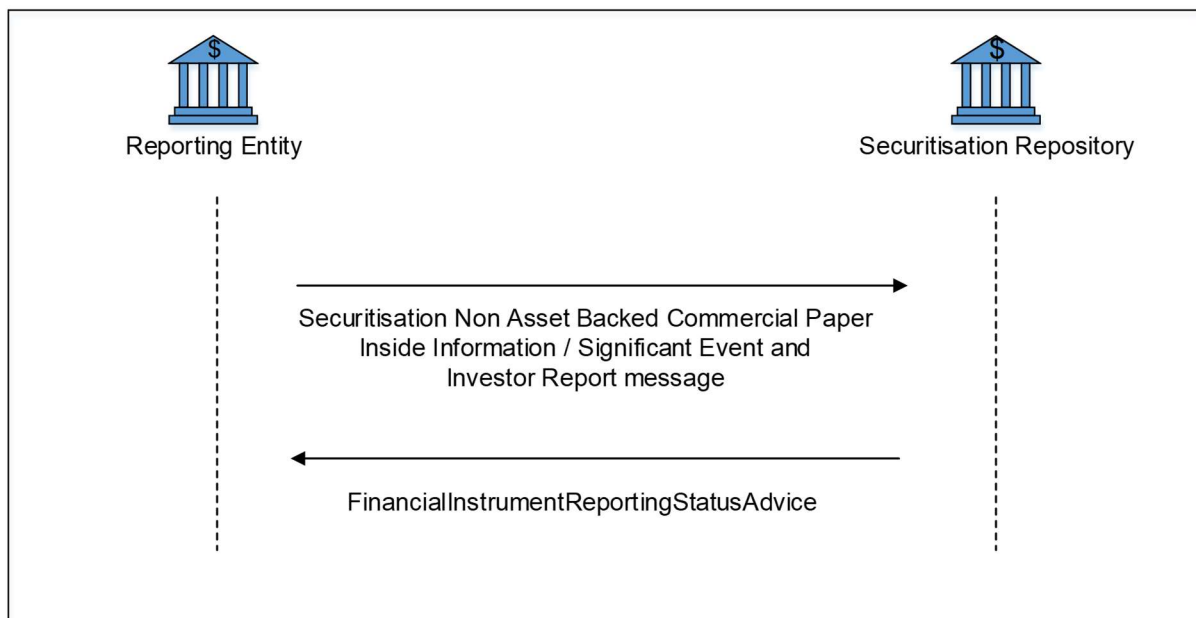 $
$
Reporting Entity
Securitisation Repository
Securitisation Non Asset Backed Commercial Paper
Inside Information / Significant Event and
Investor Report message
FinancialInstrumentReportingStatusAdvice